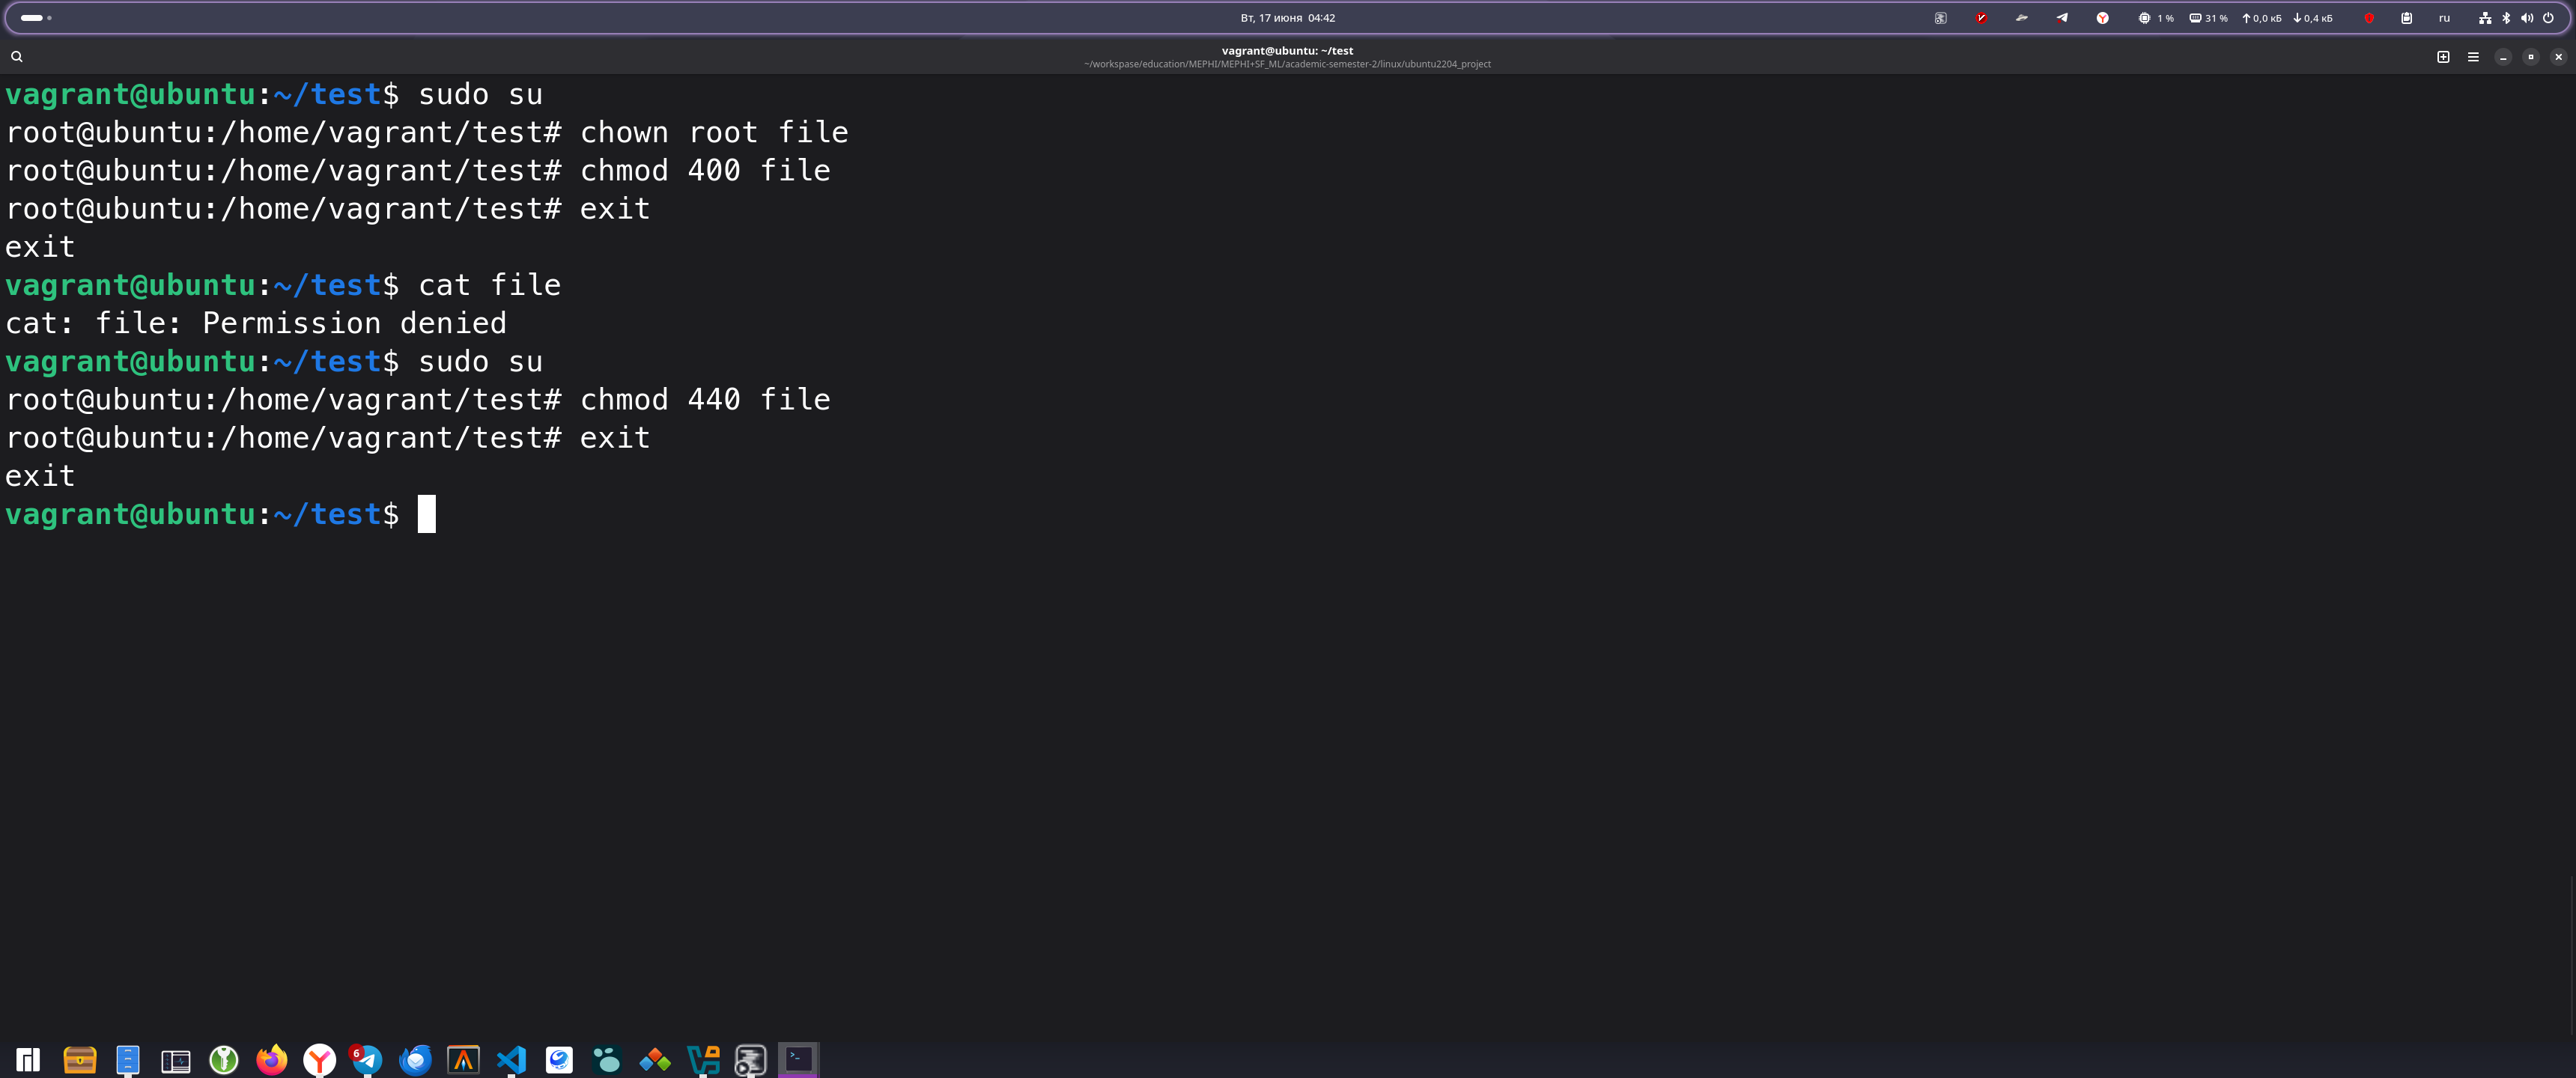 Вт, 17 июня 04:42
1 % 31 % 0,0 кБ 0,4 кБ ru
vagrant@ubuntu: ~/test
~/workspase/education/MEPHI/MEPHI+SF_ML/academic-semester-2/linux/ubuntu2204_project
vagrant@ubuntu:~/test$ sudo su
root@ubuntu:/home/vagrant/test# chown root file
root@ubuntu:/home/vagrant/test# chmod 400 file
root@ubuntu:/home/vagrant/test# exit
exit
vagrant@ubuntu:~/test$ cat file
cat: file: Permission denied
vagrant@ubuntu:~/test$ sudo su
root@ubuntu:/home/vagrant/test# chmod 440 file
root@ubuntu:/home/vagrant/test# exit
exit
vagrant@ubuntu:~/test$
6